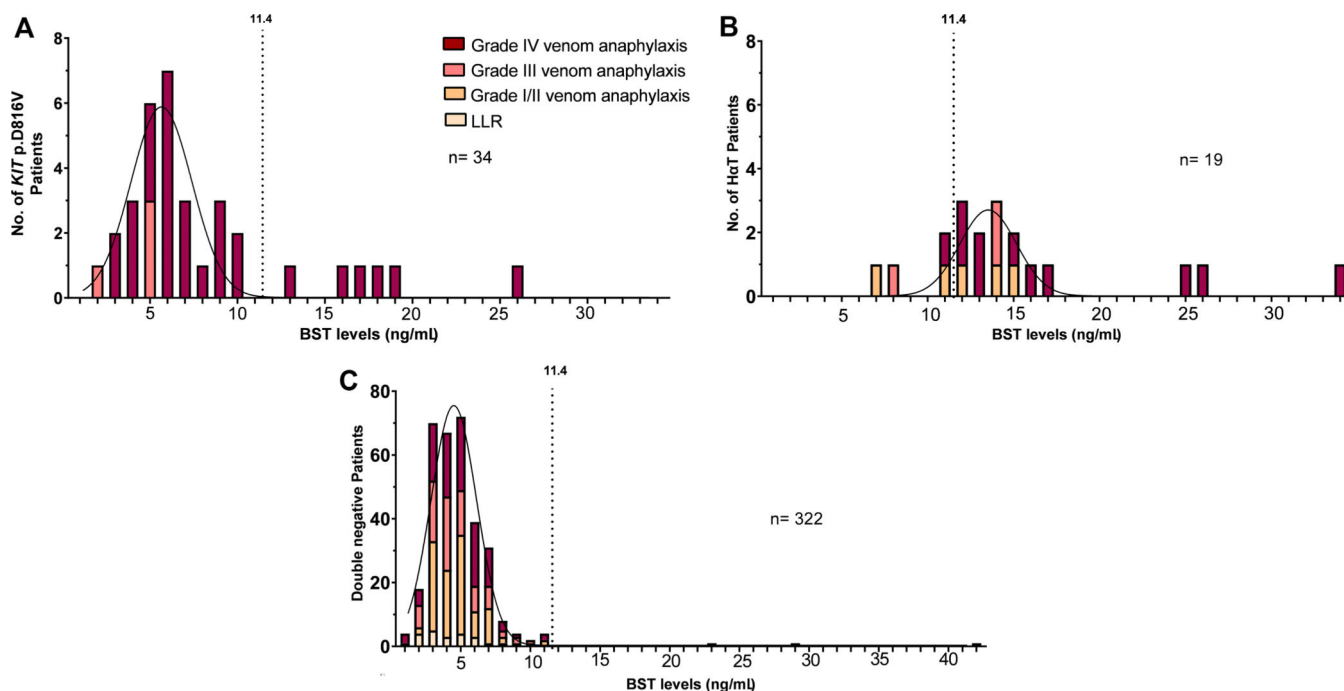 A
11.4
No. of KIT p.D816V
Patients
8
6
4
2
0
5 10 15 20 25 30
BST levels (ng/mL)
Grade IV venom anaphylaxis
Grade III venom anaphylaxis
Grade I/II venom anaphylaxis
LLR
n= 34
B
11.4
No. of HαT Patients
8
6
4
2
0
5 10 15 20 25 30
BST levels (ng/mL)
n= 19
C
11.4
Double negative Patients
80
60
40
20
0
5 10 15 20 25 30 35 40
BST levels (ng/mL)
n= 322